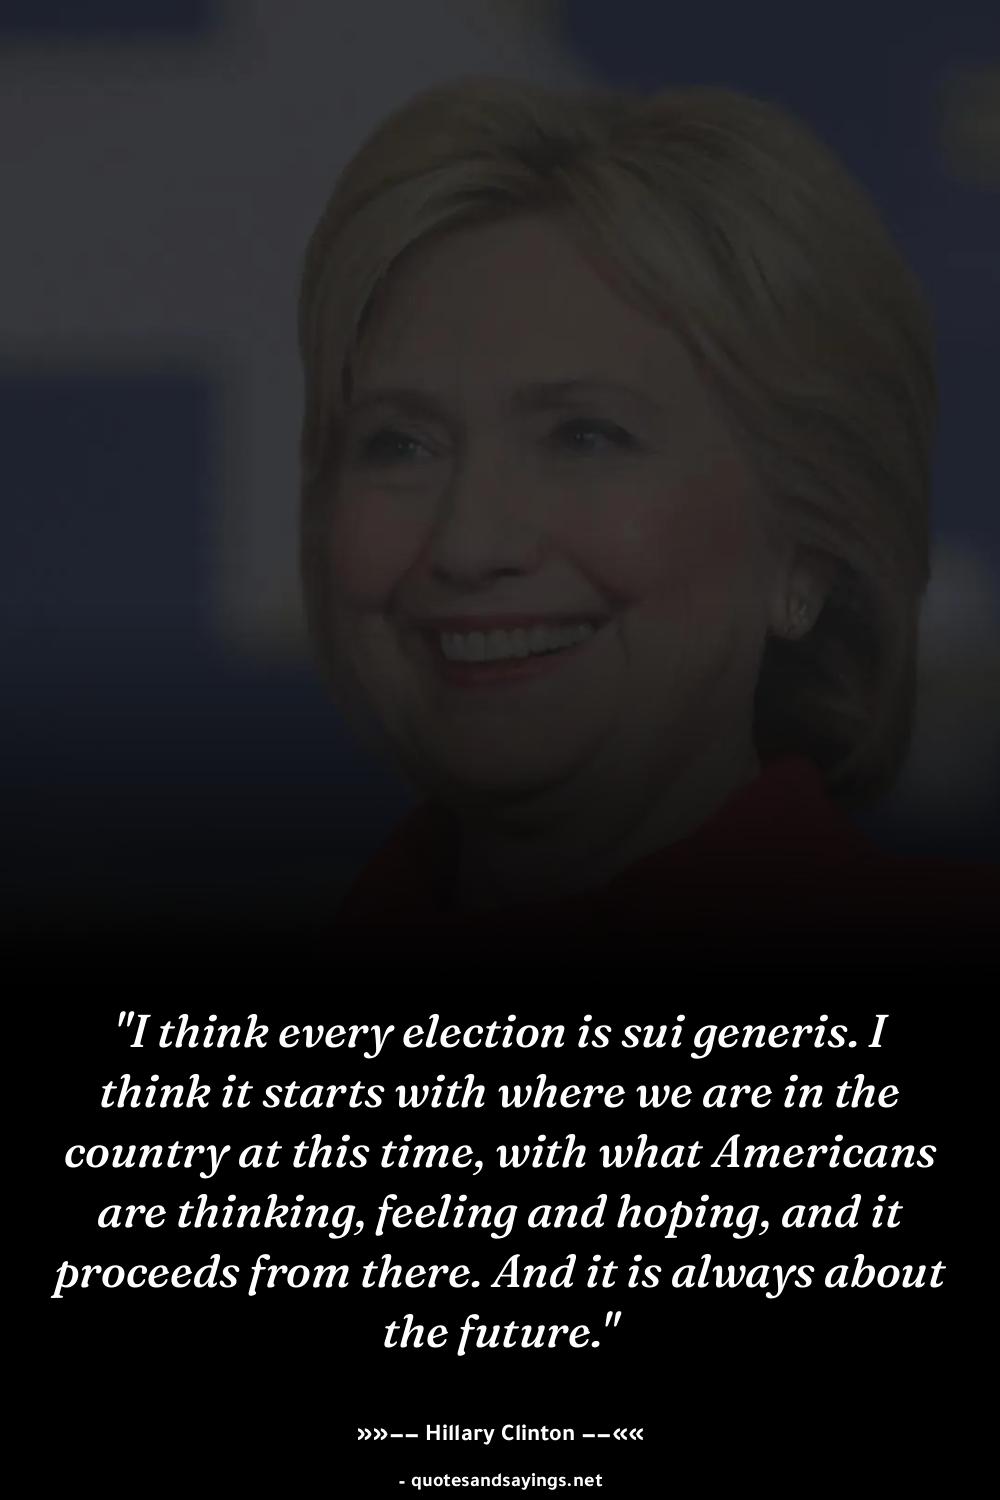 "I think every election is sui generis. I
think it starts with where we are in the
country at this time, with what Americans
are thinking, feeling and hoping, and it
proceeds from there. And it is always about
the future."
»»−− Hillary Clinton −−««
- quotesandsayings.net